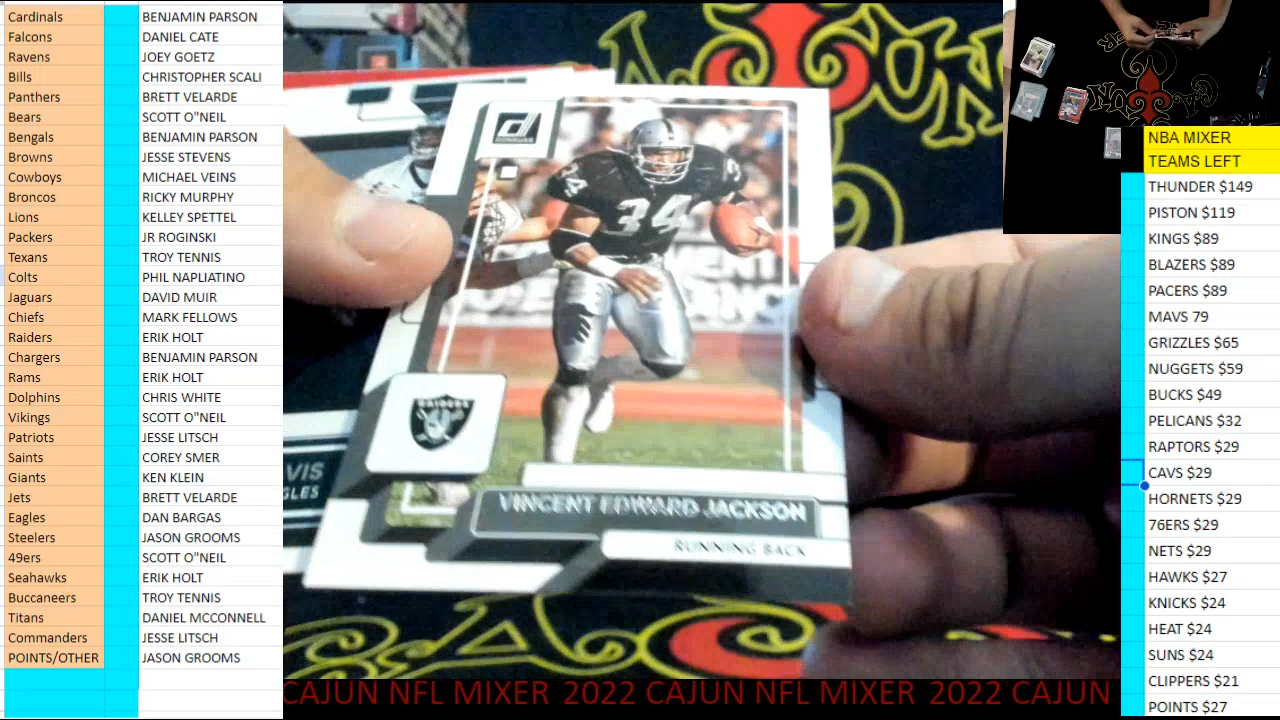 Cardinals BENJAMIN PARSON
Falcons DANIEL CATE
Ravens JOEY GOETZ
Bills CHRISTOPHER SCALI
Panthers BRETT VELARDE
Bears SCOTT O"NEIL
Bengals BENJAMIN PARSON
Browns JESSE STEVENS
Cowboys MICHAEL VEINS
Broncos RICKY MURPHY
Lions KELLEY SPETTEL
Packers JR ROGINSKI
Texans TROY TENNIS
Colts PHIL NAPLIATINO
Jaguars DAVID MUIR
Chiefs MARK FELLOWS
Raiders ERIK HOLT
Chargers BENJAMIN PARSON
Rams ERIK HOLT
Dolphins CHRIS WHITE
Vikings SCOTT O"NEIL
Patriots JESSE LITSCH
Saints COREY SMER
Giants KEN KLEIN
Jets BRETT VELARDE
Eagles DAN BARGAS
Steelers JASON GROOMS
49ers SCOTT O"NEIL
Seahawks ERIK HOLT
Buccaneers TROY TENNIS
Titans DANIEL MCCONNELL
Commanders JESSE LITSCH
POINTS/OTHER JASON GROOMS
DONRUSS
34
34
RAIDERS
VINCENT EDWARD JACKSON
RUNNING BACK
VIS
GLES
CAJUN NFL MIXER 2022 CAJUN NFL MIXER 2022 CAJUN
NBA MIXER
TEAMS LEFT
THUNDER $149
PISTON $119
KINGS $89
BLAZERS $89
PACERS $89
MAVS 79
GRIZZLES $65
NUGGETS $59
BUCKS $49
PELICANS $32
RAPTORS $29
CAVS $29
HORNETS $29
76ERS $29
NETS $29
HAWKS $27
KNICKS $24
HEAT $24
SUNS $24
CLIPPERS $21
POINTS $27